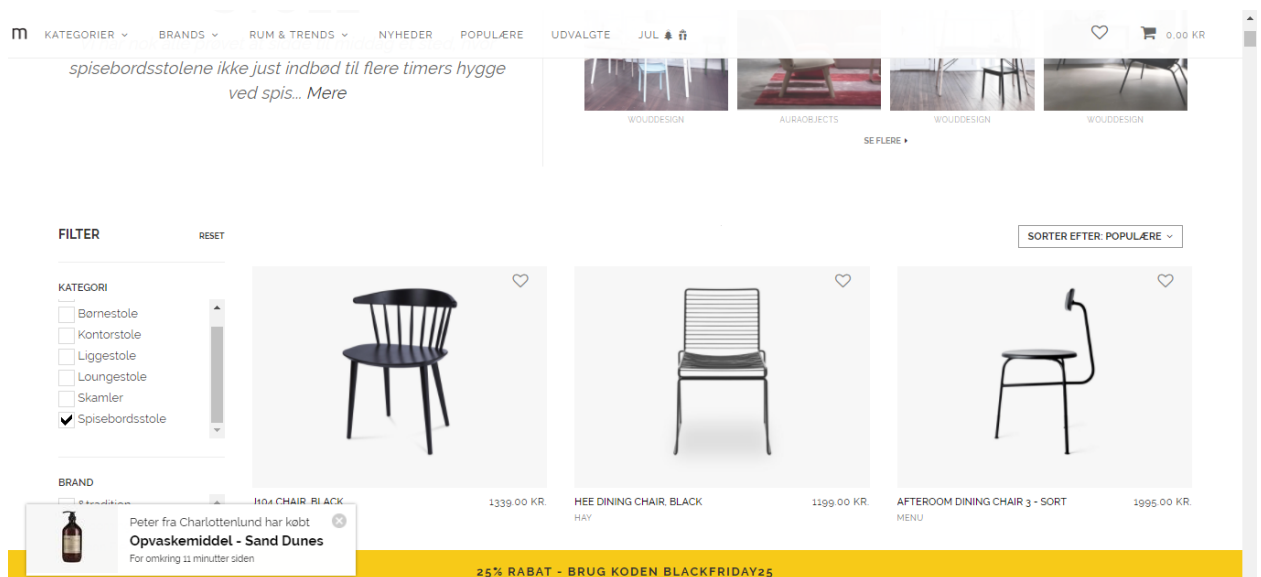 m KATEGORIER BRANDS RUM & TRENDS NYHEDER POPULÆRE UDVALGTE JUL 0,00 KR
spisebordsstolene ikke just indbød til flere timers hygge
ved spis... Mere
WOUDDESIGN AURAOBJECTS WOUDDESIGN WOUDDESIGN
SE FLERE
FILTER RESET
SORTER EFTER: POPULÆRE
KATEGORI
Børnestole
Kontorstole
Liggestole
Loungestole
Skamler
Spisebordsstole
BRAND
&tradition
J104 CHAIR, BLACK 1339,00 KR.
HEE DINING CHAIR, BLACK 1199,00 KR.
HAY
AFTEROOM DINING CHAIR 3 - SORT 1995,00 KR.
MENU
Peter fra Charlottenlund har købt
Opvaskemiddel - Sand Dunes
For omkring 11 minutter siden
25% RABAT - BRUG KODEN BLACKFRIDAY25